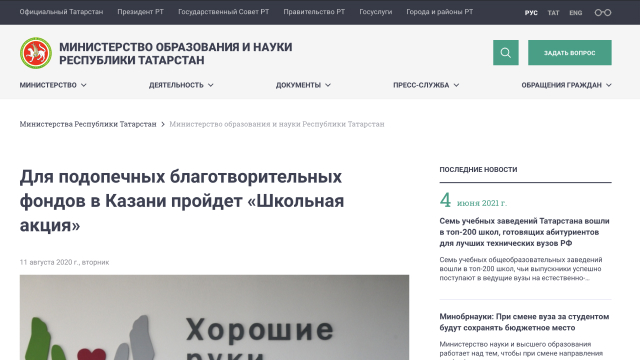 Официальный Татарстан Президент РТ Государственный Совет РТ Правительство РТ Госуслуги Города и районы РТ РУС ТАТ ENG
МИНИСТЕРСТВО ОБРАЗОВАНИЯ И НАУКИ
РЕСПУБЛИКИ ТАТАРСТАН
ЗАДАТЬ ВОПРОС
МИНИСТЕРСТВО ДЕЯТЕЛЬНОСТЬ ДОКУМЕНТЫ ПРЕСС-СЛУЖБА ОБРАЩЕНИЯ ГРАЖДАН
Министерства Республики Татарстан > Министерство образования и науки Республики Татарстан
Для подопечных благотворительных
фондов в Казани пройдет «Школьная
акция»
11 августа 2020 г., вторник
Хорошие
руки
ПОСЛЕДНИЕ НОВОСТИ
4 июня 2021 г.
Семь учебных заведений Татарстана вошли
в топ-200 школ, готовящих абитуриентов
для лучших технических вузов РФ
Семь общеобразовательных заведений
вошли в топ-200 школ, чьи выпускники успешно
поступают в ведущие вузы на естественно-...
Минобрнауки: При смене вуза за студентом
будут сохранять бюджетное место
Министерство науки и высшего образования
работает над тем, чтобы при смене направления